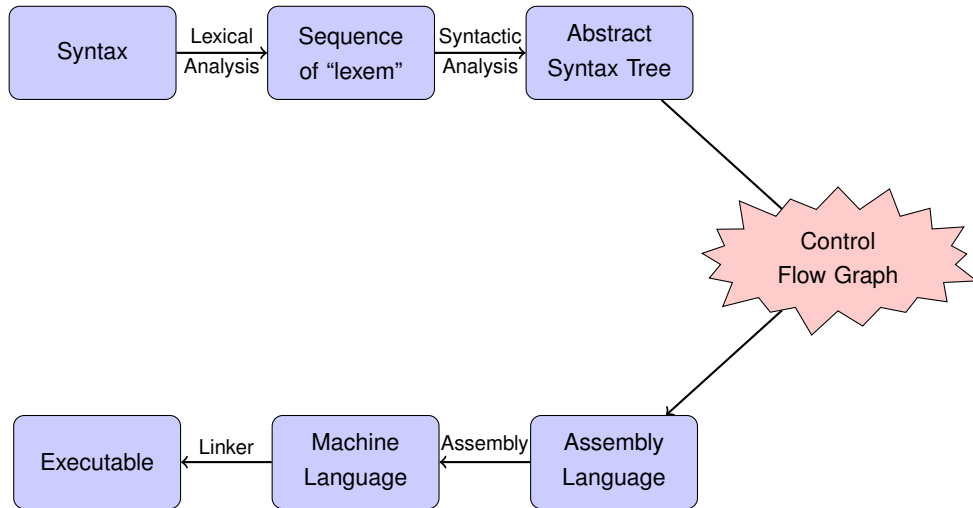 Syntax
Lexical
Analysis
Sequence
of “lexem”
Syntactic
Analysis
Abstract
Syntax Tree
Control
Flow Graph
Executable
Linker
Machine
Language
Assembly
Assembly
Language